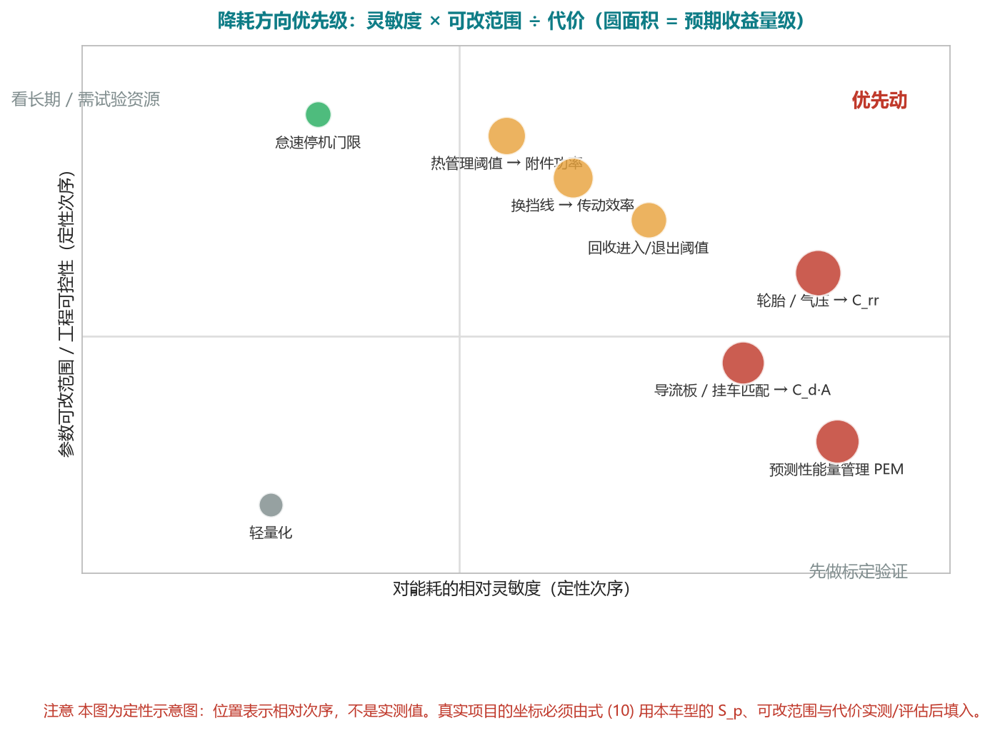 降耗方向优先级：灵敏度 × 可改范围 ÷ 代价（圆面积 = 预期收益量级）
看长期 / 需试验资源
优先动
怠速停机门限
热管理阈值 → 附件功率
换挡线 → 传动效率
回收进入/退出阈值
轮胎 / 气压 → C_rr
导流板 / 挂车匹配 → C_d·A
预测性能量管理 PEM
轻量化
先做标定验证
参数可改范围 / 工程可控性（定性次序）
对能耗的相对灵敏度（定性次序）
注意 本图为定性示意图：位置表示相对次序，不是实测值。真实项目的坐标必须由式 (10) 用本车型的 S_p、可改范围与代价实测/评估后填入。